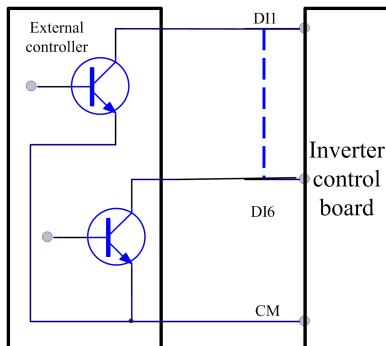 External
controller
DI1
Inverter
control
board
DI6
CM